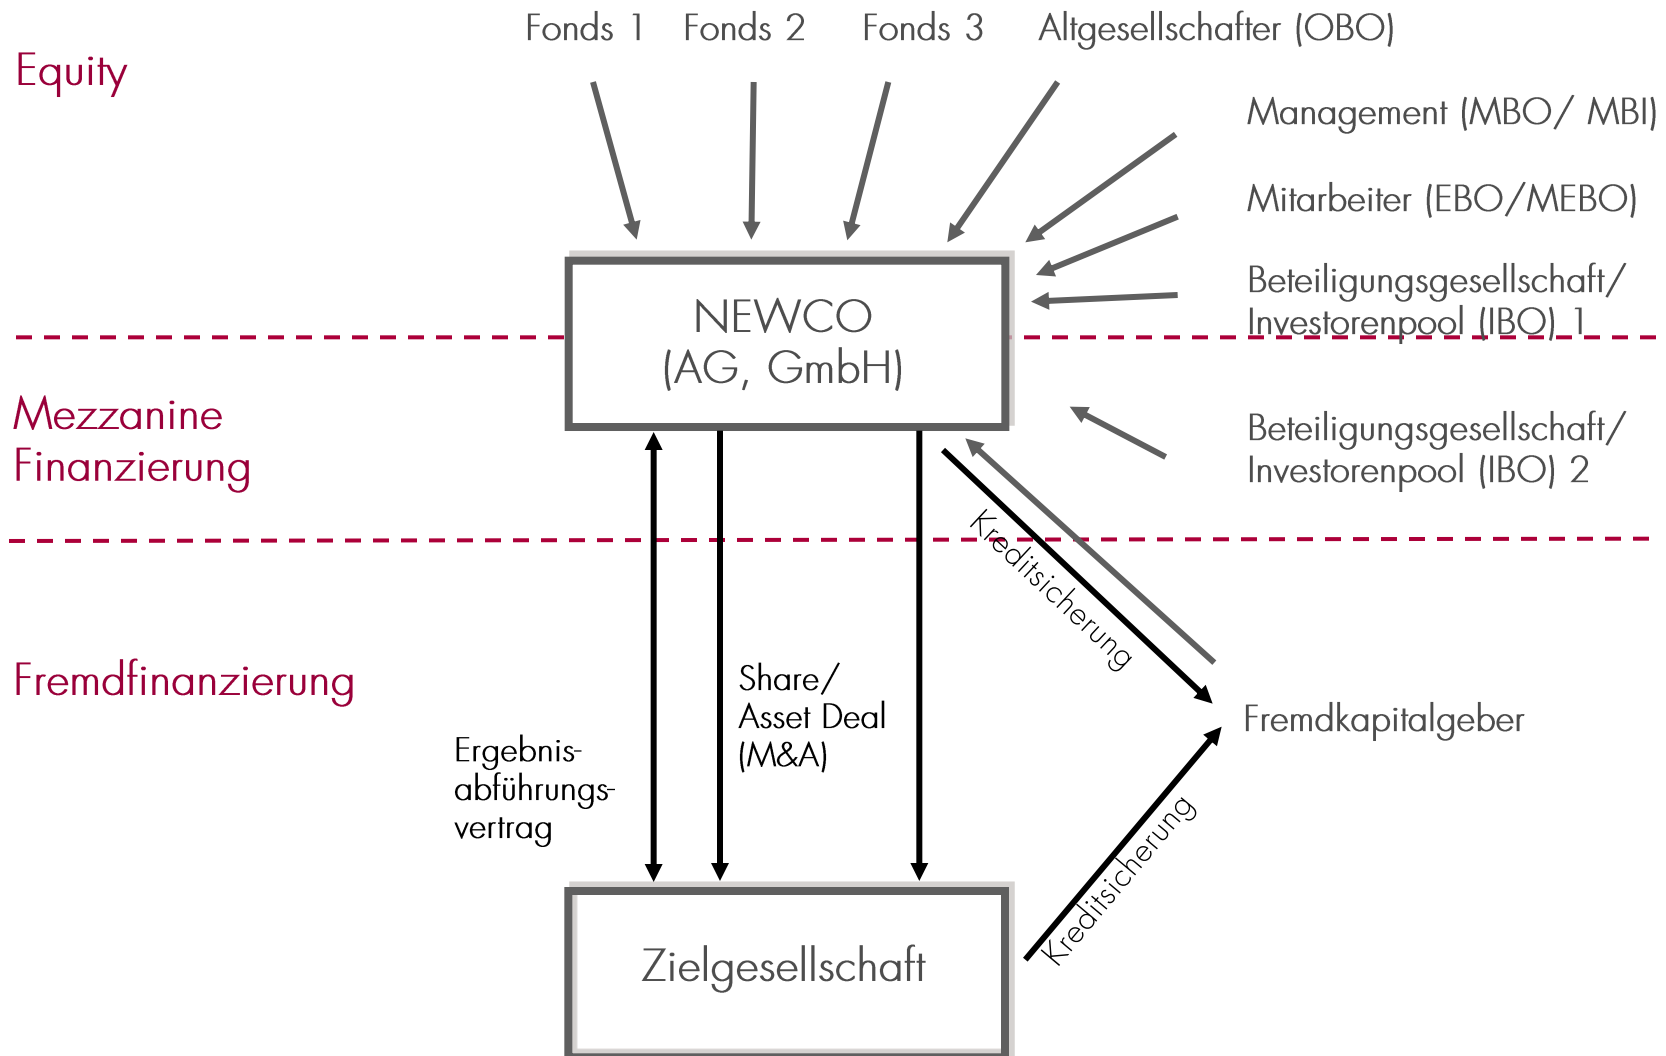 Fonds 1
Fonds 2
Fonds 3
Altgesellschafter (OBO)
Equity
Management (MBO/ MBI)
Mitarbeiter (EBO/MEBO)
Beteiligungsgesellschaft/
Investorenpool (IBO) 1
NEWCO
(AG, GmbH)
Mezzanine
Finanzierung
Beteiligungsgesellschaft/
Investorenpool (IBO) 2
Kreditsicherung
Fremdfinanzierung
Share/
Asset Deal
(M&A)
Fremdkapitalgeber
Ergebnis-
abführungs-
vertrag
Kreditsicherung
Zielgesellschaft